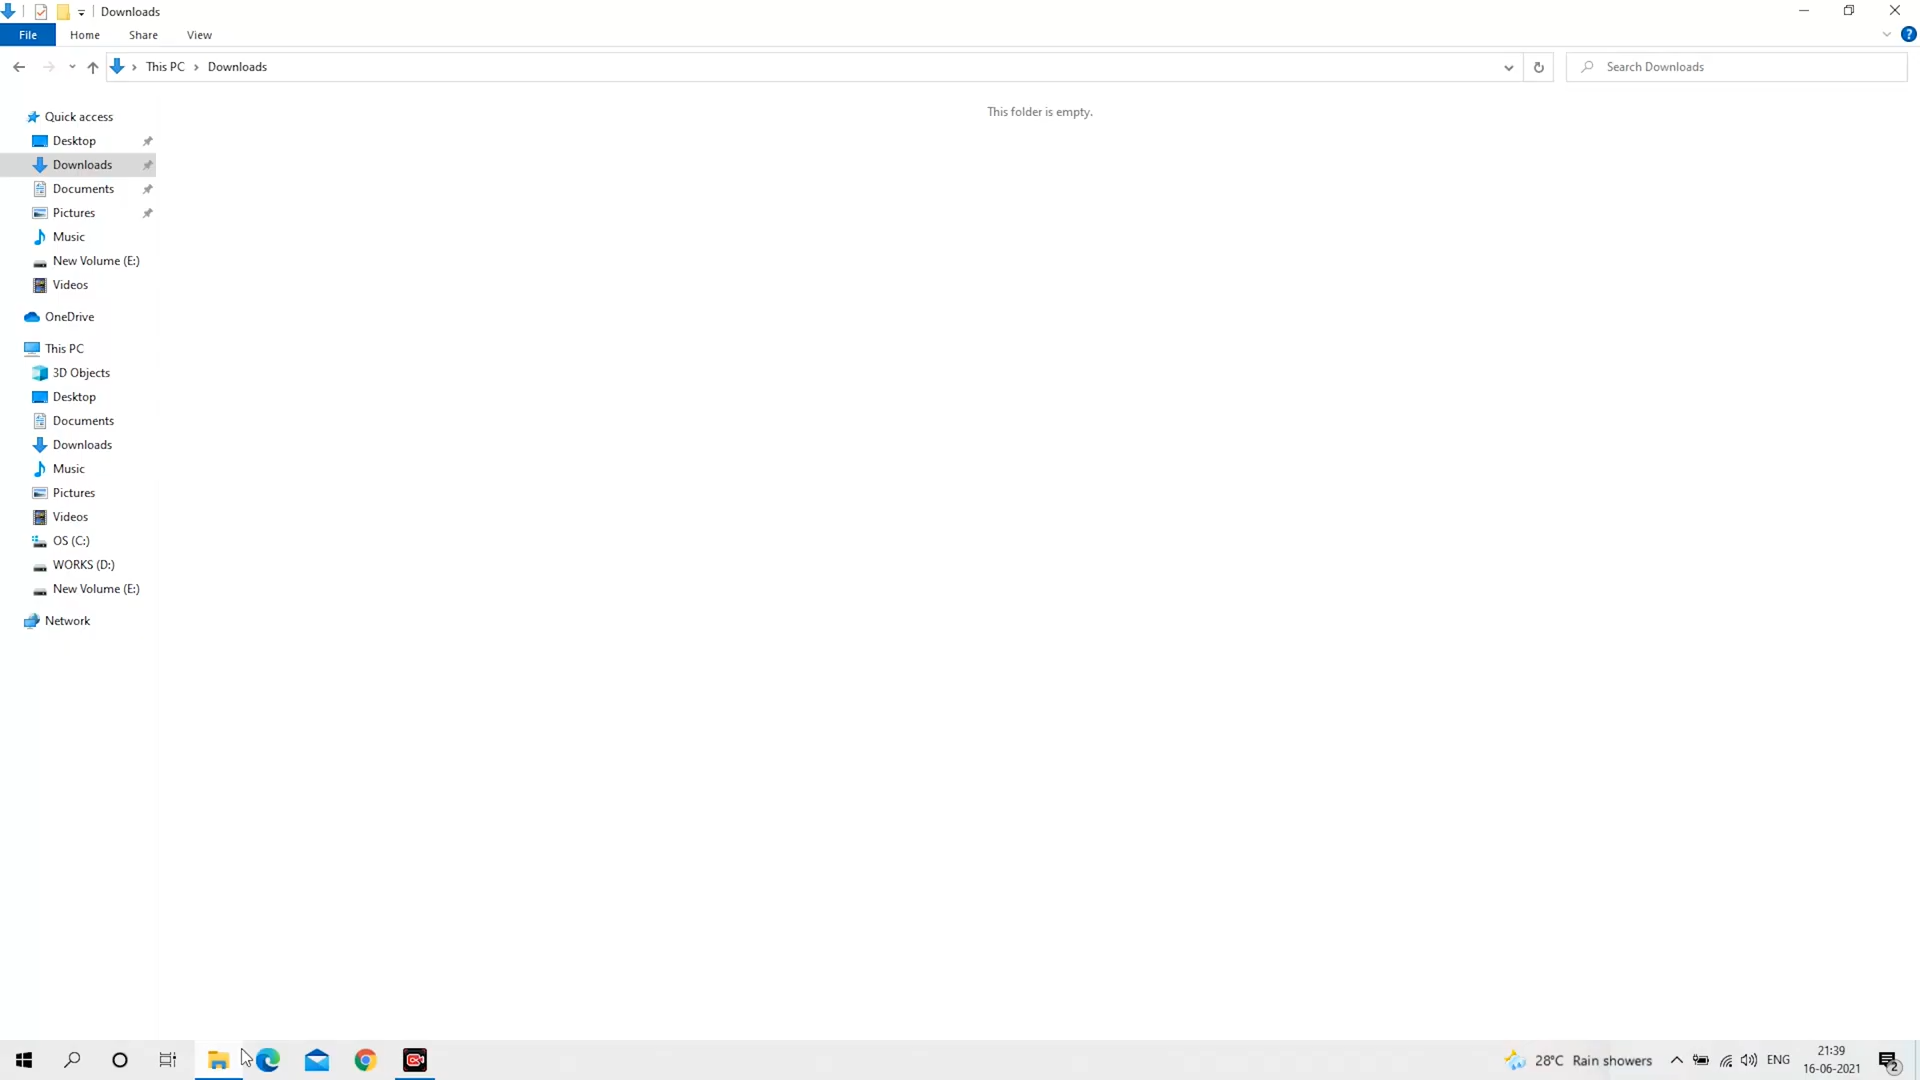 Downloads
File Home Share View
This PC Downloads
Search Downloads
This folder is empty.
Quick access
Desktop
Downloads
Documents
Pictures
Music
New Volume (E:)
Videos
OneDrive
This PC
3D Objects
Desktop
Documents
Downloads
Music
Pictures
Videos
OS (C:)
WORKS (D:)
New Volume (E:)
Network
28°C Rain showers
ENG
21:39
16-06-2021
2